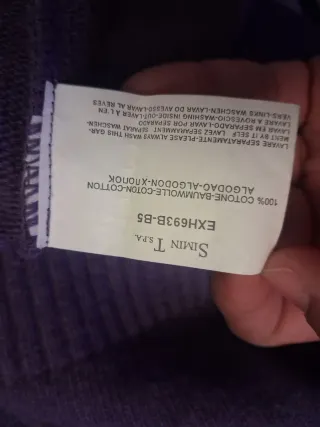 SIMIN T S.P.A.
EXH693B-B5
100% COTONE-BAUMWOLLE-COTON-COTTON
ALGODAO-ALGODON-ΧΛΟΠΟΚ
LAVARE SEPARATAMENTE. PLEASE, ALWAYS WASH THIS GAR-
MENT BY IT SELF. LAVEZ SEPARAMMENT. SEPARAT WASCHEN.
LAVAR EM SEPARADO-LAVAR POR SEPARADO
LAVARE A ROVESCIO-WASHING INSIDE-OUT-LAVER A L'EN
VERS-LINKS WASCHEN-LAVAR DO AVESSO-LAVAR AL REVES